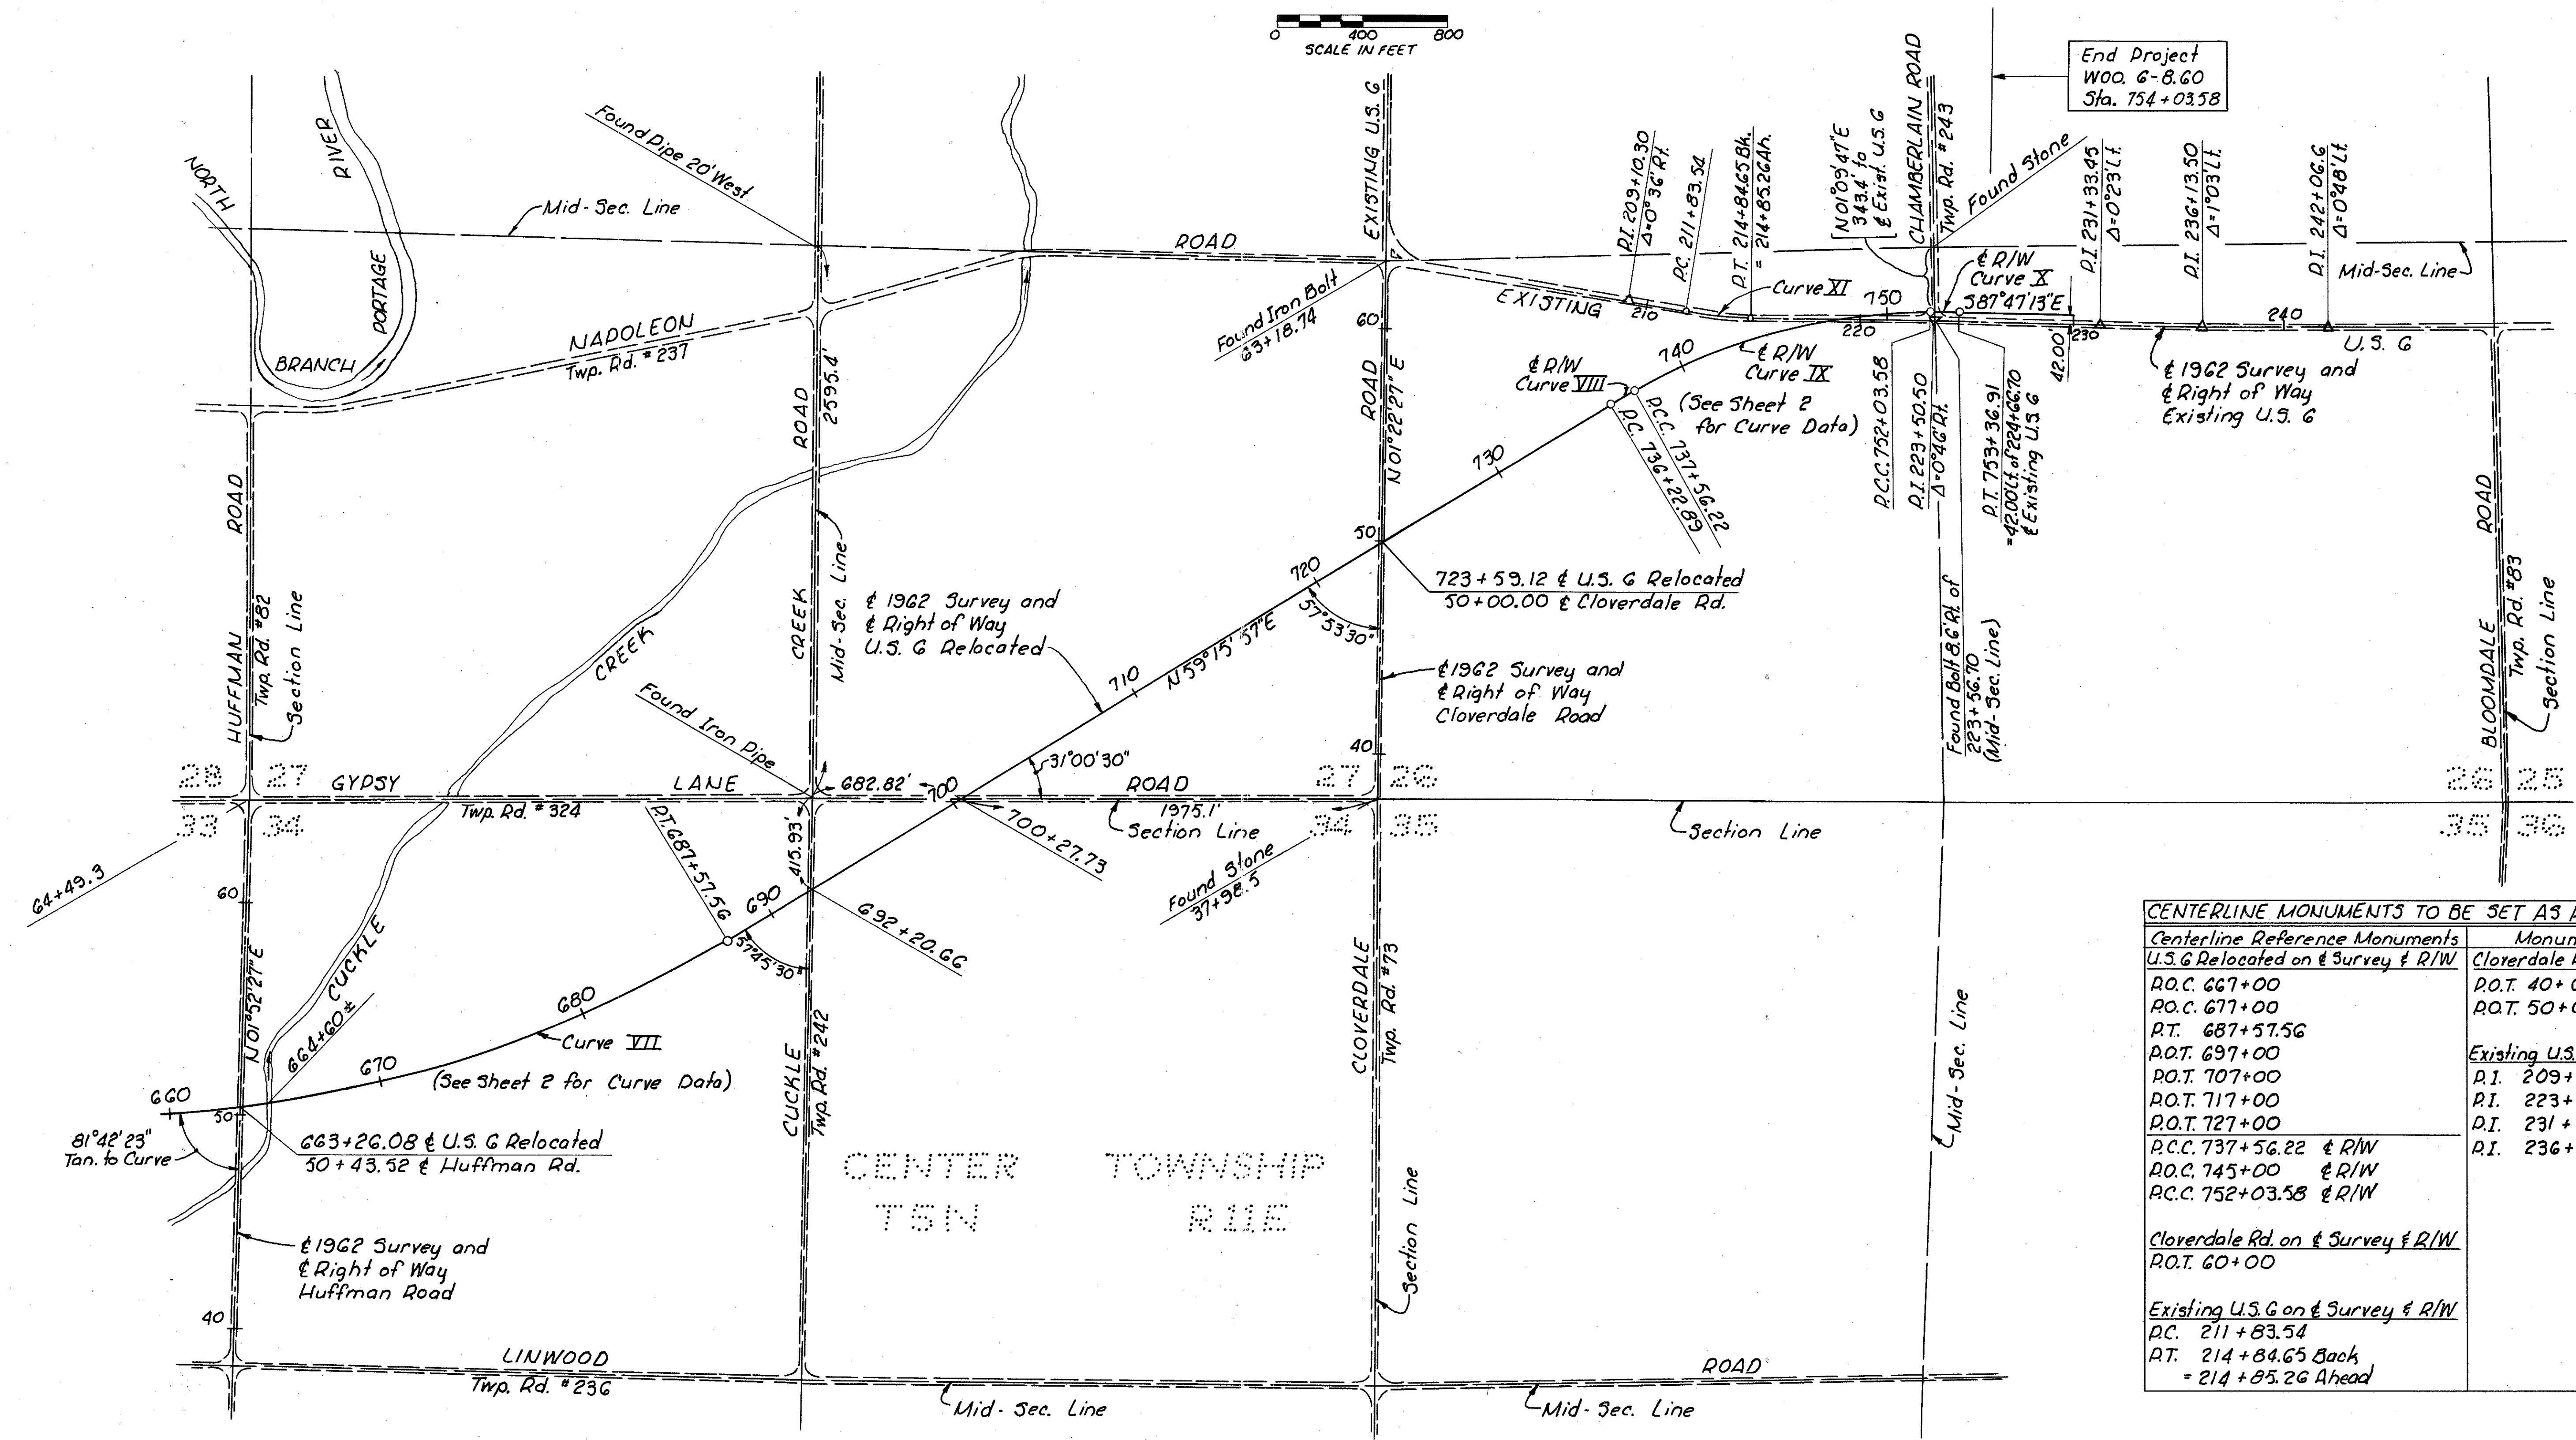 0 400 800
SCALE IN FEET
End Project
WOO. 6-8.60
Sta. 754+03.58
NORTH
BRANCH
PORTAGE
RIVER
Mid-Sec. Line
Found Pipe 20' West
NAPOLEON
ROAD
Twp. Rd. #237
EXISTING U.S. 6
Found Iron Bolt
63+18.74
EXISTING
P.I. 209+10.30
Δ=0°36' Rt.
P.C. 211+83.54
P.T. 214+84.65 Bk.
= 214+85.26 Ah.
Curve XI
N01°09'47"E
343.4' to
℄ Exist. U.S. 6
CHAMBERLAIN ROAD
Twp. Rd. #243
Found Stone
℄ R/W
Curve X
S87°47'13"E
P.I. 231+33.45
Δ=0°23' Lt.
P.I. 236+13.50
Δ=1°03' Lt.
P.I. 242+06.6
Δ=0°48' Lt.
Mid-Sec. Line
210
220
230
240
42.00
U.S. 6
℄ 1962 Survey and
℄ Right of Way
Existing U.S. 6
750
740
730
720
710
700
690
680
670
660
℄ R/W
Curve VIII
℄ R/W
Curve IX
(See Sheet 2
for Curve Data)
P.C.C. 737+56.22
P.C. 736+22.89
P.C.C. 752+03.58
P.I. 223+50.50
Δ=0°46' Rt.
P.T. 753+36.91
=42.00' Lt. of 224+66.70
℄ Existing U.S. 6
Found Bolt 8.6' Rt. of
223+56.70
(Mid-Sec. Line)
BLOOMDALE ROAD
Twp. Rd. #83
Section Line
HUFFMAN ROAD
Twp. Rd. #82
Section Line
CREEK
CUCKLE CREEK ROAD
2595.4'
Mid-Sec. Line
℄ 1962 Survey and
℄ Right of Way
U.S. 6 Relocated
N59°15'57"E
57°53'30"
60
ROAD
N01°22'27"E
50
723+59.12 ℄ U.S. 6 Relocated
50+00.00 ℄ Cloverdale Rd.
℄ 1962 Survey and
℄ Right of Way
Cloverdale Road
40
Found Iron Pipe
28 27
33 34
GYPSY LANE ROAD
Twp. Rd. #324
682.82'
31°00'30"
1975.1'
Section Line
700+27.73
27 26
34 35
Section Line
26 25
35 36
Found Stone
37+98.5
415.93'
P.T. 687+57.56
57°45'30"
692+20.66
64+49.3
60
N01°52'27"E
CUCKLE
664+60±
Curve VII
(See Sheet 2 for Curve Data)
50
81°42'23"
Tan. to Curve
663+26.08 ℄ U.S. 6 Relocated
50+43.52 ℄ Huffman Rd.
℄ 1962 Survey and
℄ Right of Way
Huffman Road
40
Twp. Rd. #242
CLOVERDALE
Twp. Rd. #73
Section Line
Mid-Sec. Line
CENTER TOWNSHIP
T5N R11E
LINWOOD
Twp. Rd. #236
Mid-Sec. Line
ROAD
Mid-Sec. Line
CENTERLINE MONUMENTS TO BE SET AS
Centerline Reference Monuments
U.S. 6 Relocated on ℄ Survey & R/W
P.O.C. 667+00
P.O.C. 677+00
P.T. 687+57.56
P.O.T. 697+00
P.O.T. 707+00
P.O.T. 717+00
P.O.T. 727+00
P.C.C. 737+56.22 ℄ R/W
P.O.C. 745+00 ℄ R/W
P.C.C. 752+03.58 ℄ R/W
Cloverdale Rd. on ℄ Survey & R/W
P.O.T. 60+00
Existing U.S. 6 on ℄ Survey & R/W
P.C. 211+83.54
P.T. 214+84.65 Back
= 214+85.26 Ahead
Monum
Cloverdale
P.O.T. 40+
P.O.T. 50+
Existing U.S.
P.I. 209+
P.I. 223+
P.I. 231+
P.I. 236+